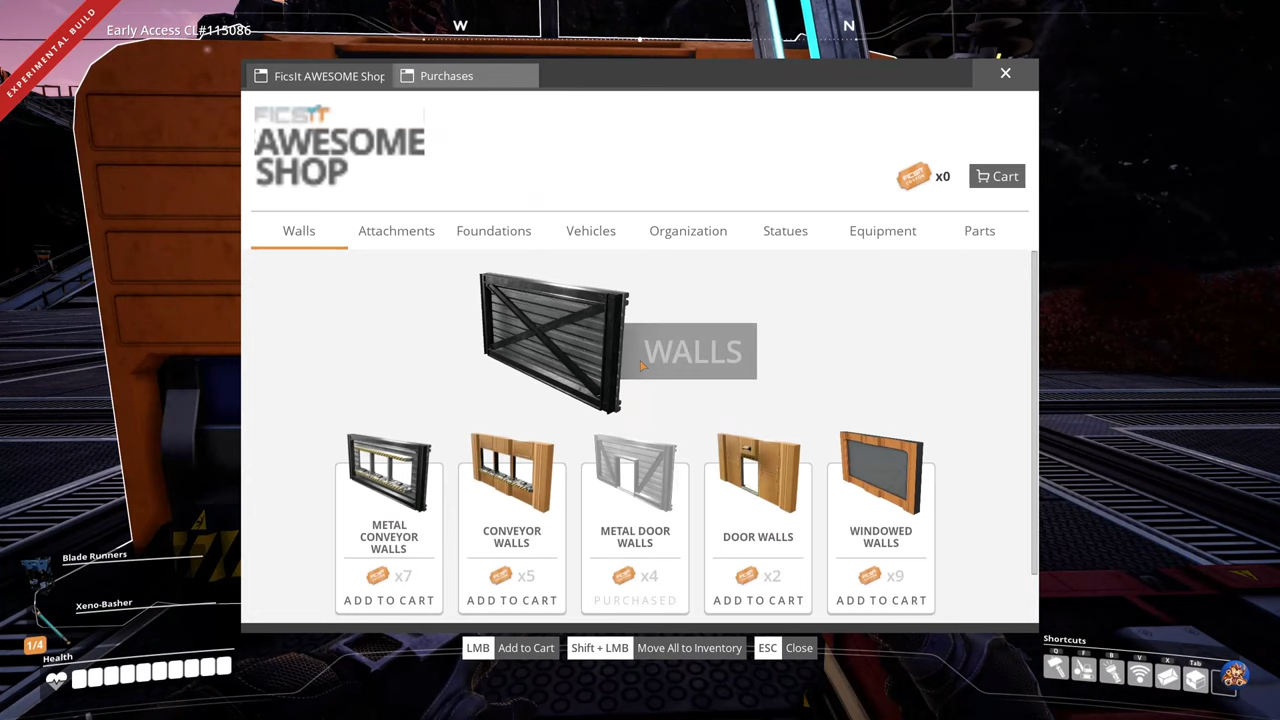 EXPERIMENTAL BUILD
Early Access CL#115086
W
N
FicsIt AWESOME Shop
Purchases
FICSIT
AWESOME
SHOP
x0
Cart
Walls
Attachments
Foundations
Vehicles
Organization
Statues
Equipment
Parts
WALLS
METAL
CONVEYOR
WALLS
x7
ADD TO CART
CONVEYOR
WALLS
x5
ADD TO CART
METAL DOOR
WALLS
x4
PURCHASED
DOOR WALLS
x2
ADD TO CART
WINDOWED
WALLS
x9
ADD TO CART
Blade Runners
Xeno-Basher
1/4
Health
LMB Add to Cart
Shift + LMB Move All to Inventory
ESC Close
Shortcuts
Q
F
B
V
X
Tab